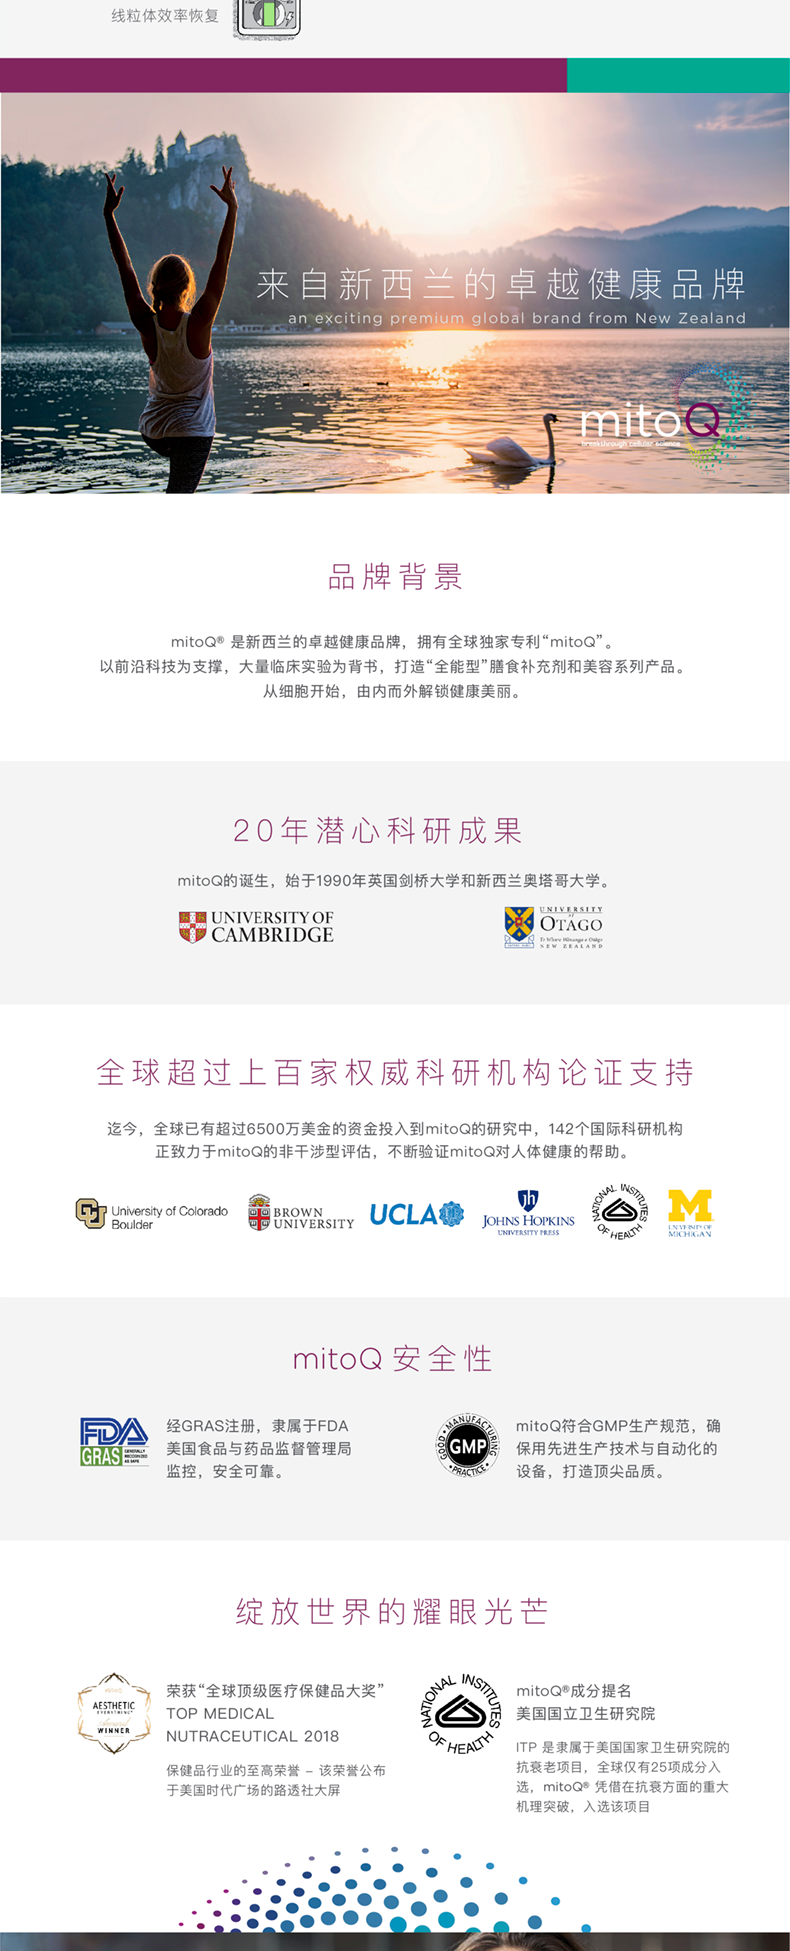 线粒体效率恢复
来自新西兰的卓越健康品牌
an exciting premium global brand from New Zealand
mitoQ
breakthrough cellular science
品牌背景
mitoQ® 是新西兰的卓越健康品牌，拥有全球独家专利“mitoQ”。
以前沿科技为支撑，大量临床实验为背书，打造“全能型”膳食补充剂和美容系列产品。
从细胞开始，由内而外解锁健康美丽。
20年潜心科研成果
mitoQ的诞生，始于1990年英国剑桥大学和新西兰奥塔哥大学。
UNIVERSITY OF
CAMBRIDGE
UNIVERSITY
of
OTAGO
Te Whare Wānanga o Otāgo
NEW ZEALAND
全球超过上百家权威科研机构论证支持
迄今，全球已有超过6500万美金的资金投入到mitoQ的研究中，142个国际科研机构
正致力于mitoQ的非干涉型评估，不断验证mitoQ对人体健康的帮助。
CU
University of Colorado
Boulder
BROWN
UNIVERSITY
UCLA
JOHNS HOPKINS
UNIVERSITY PRESS
NATIONAL INSTITUTES
OF HEALTH
M
UNIVERSITY OF
MICHIGAN
mitoQ 安全性
FDA
GRAS
GENERALLY
RECOGNIZED
AS SAFE
经GRAS注册，隶属于FDA
美国食品与药品监督管理局
监控，安全可靠。
GOOD MANUFACTURING
GMP
PRACTICE
mitoQ符合GMP生产规范，确
保用先进生产技术与自动化的
设备，打造顶尖品质。
绽放世界的耀眼光芒
AESTHETIC
EVERYTHING
WINNER
荣获“全球顶级医疗保健品大奖”
TOP MEDICAL
NUTRACEUTICAL 2018
保健品行业的至高荣誉 – 该荣誉公布
于美国时代广场的路透社大屏
NATIONAL INSTITUTES
OF HEALTH
mitoQ®成分提名
美国国立卫生研究院
ITP 是隶属于美国国家卫生研究院的
抗衰老项目，全球仅有25项成分入
选，mitoQ® 凭借在抗衰方面的重大
机理突破，入选该项目